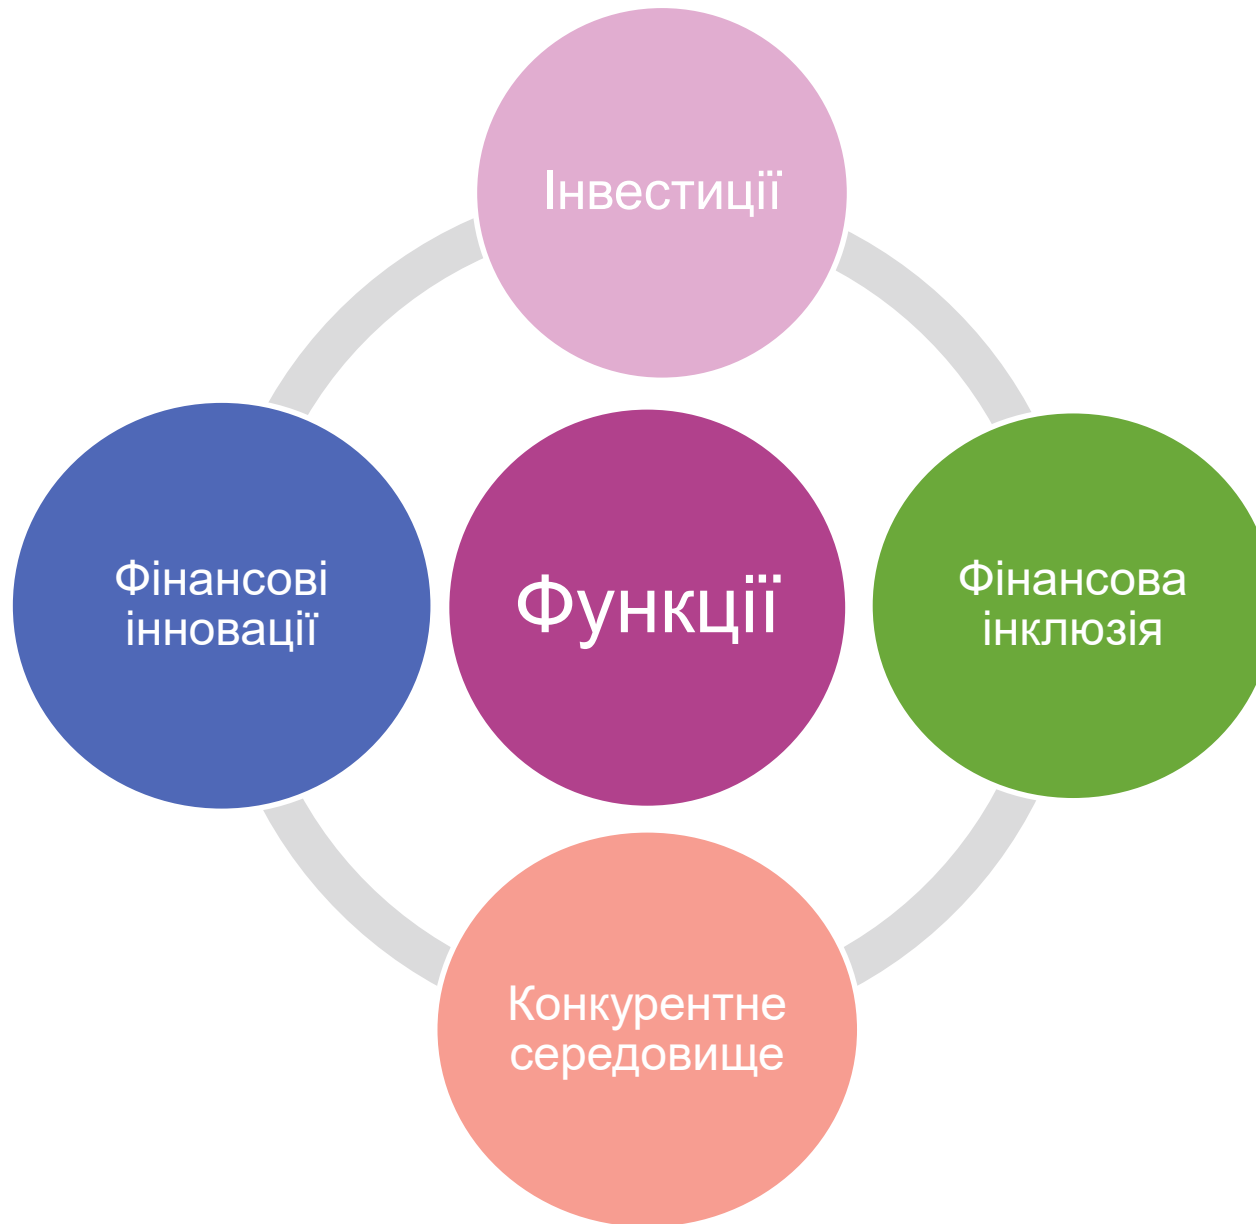 Інвестиції
Фінансові
інновації
Функції
Фінансова
інклюзія
Конкурентне
середовище